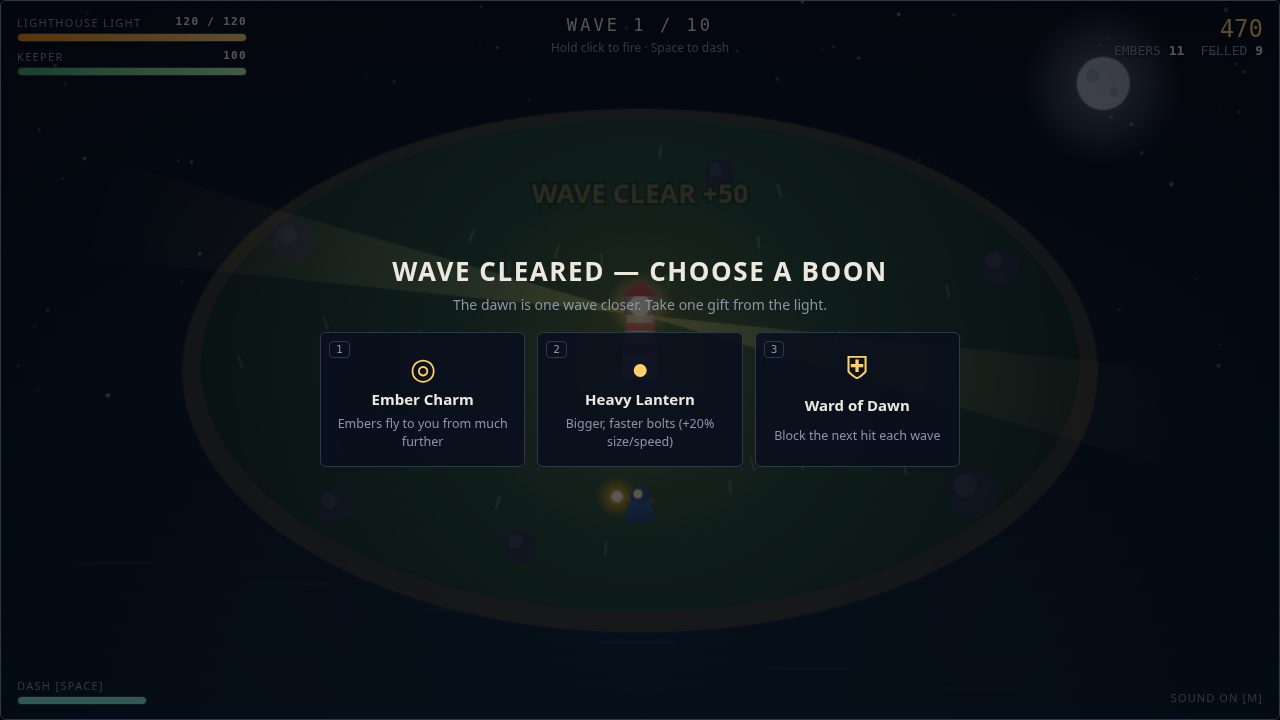 LIGHTHOUSE LIGHT 120 / 120
KEEPER 100
WAVE 1 / 10
Hold click to fire · Space to dash
470
EMBERS 11 FELLED 9
WAVE CLEAR +50
WAVE CLEARED — CHOOSE A BOON
The dawn is one wave closer. Take one gift from the light.
1
Ember Charm
Embers fly to you from much
further
2
Heavy Lantern
Bigger, faster bolts (+20%
size/speed)
3
Ward of Dawn
Block the next hit each wave
DASH [SPACE]
SOUND ON [M]